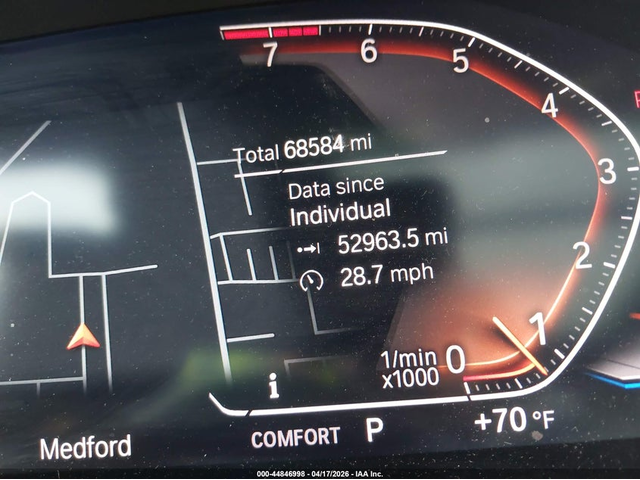 7
6
5
4
3
2
1
0
Total 68584 mi
Data since
Individual
52963.5 mi
28.7 mph
1/min
x1000
i
COMFORT P +70 °F
Medford
000-44846998 - 04/17/2026 - IAA Inc.